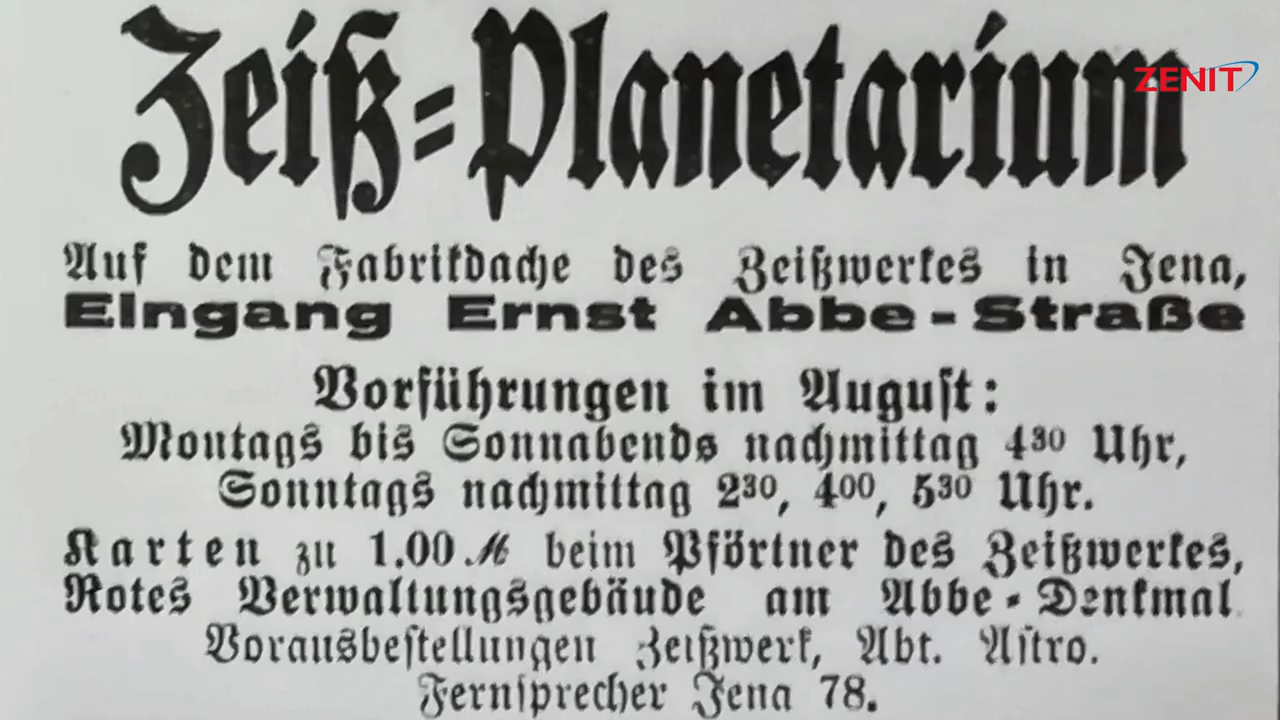 Zeiß=Planetarium
ZENIT
Auf dem Fabrikdache des Zeißwerkes in Jena,
Eingang Ernst Abbe-Straße
Vorführungen im August:
Montags bis Sonnabends nachmittag 4³⁰ Uhr,
Sonntags nachmittag 2³⁰, 4⁰⁰, 5³⁰ Uhr.
Karten zu 1.00 ℳ beim Pförtner des Zeißwerkes,
Rotes Verwaltungsgebäude am Abbe=Denkmal
Vorausbestellungen Zeißwerk, Abt. Astro.
Fernsprecher Jena 78.